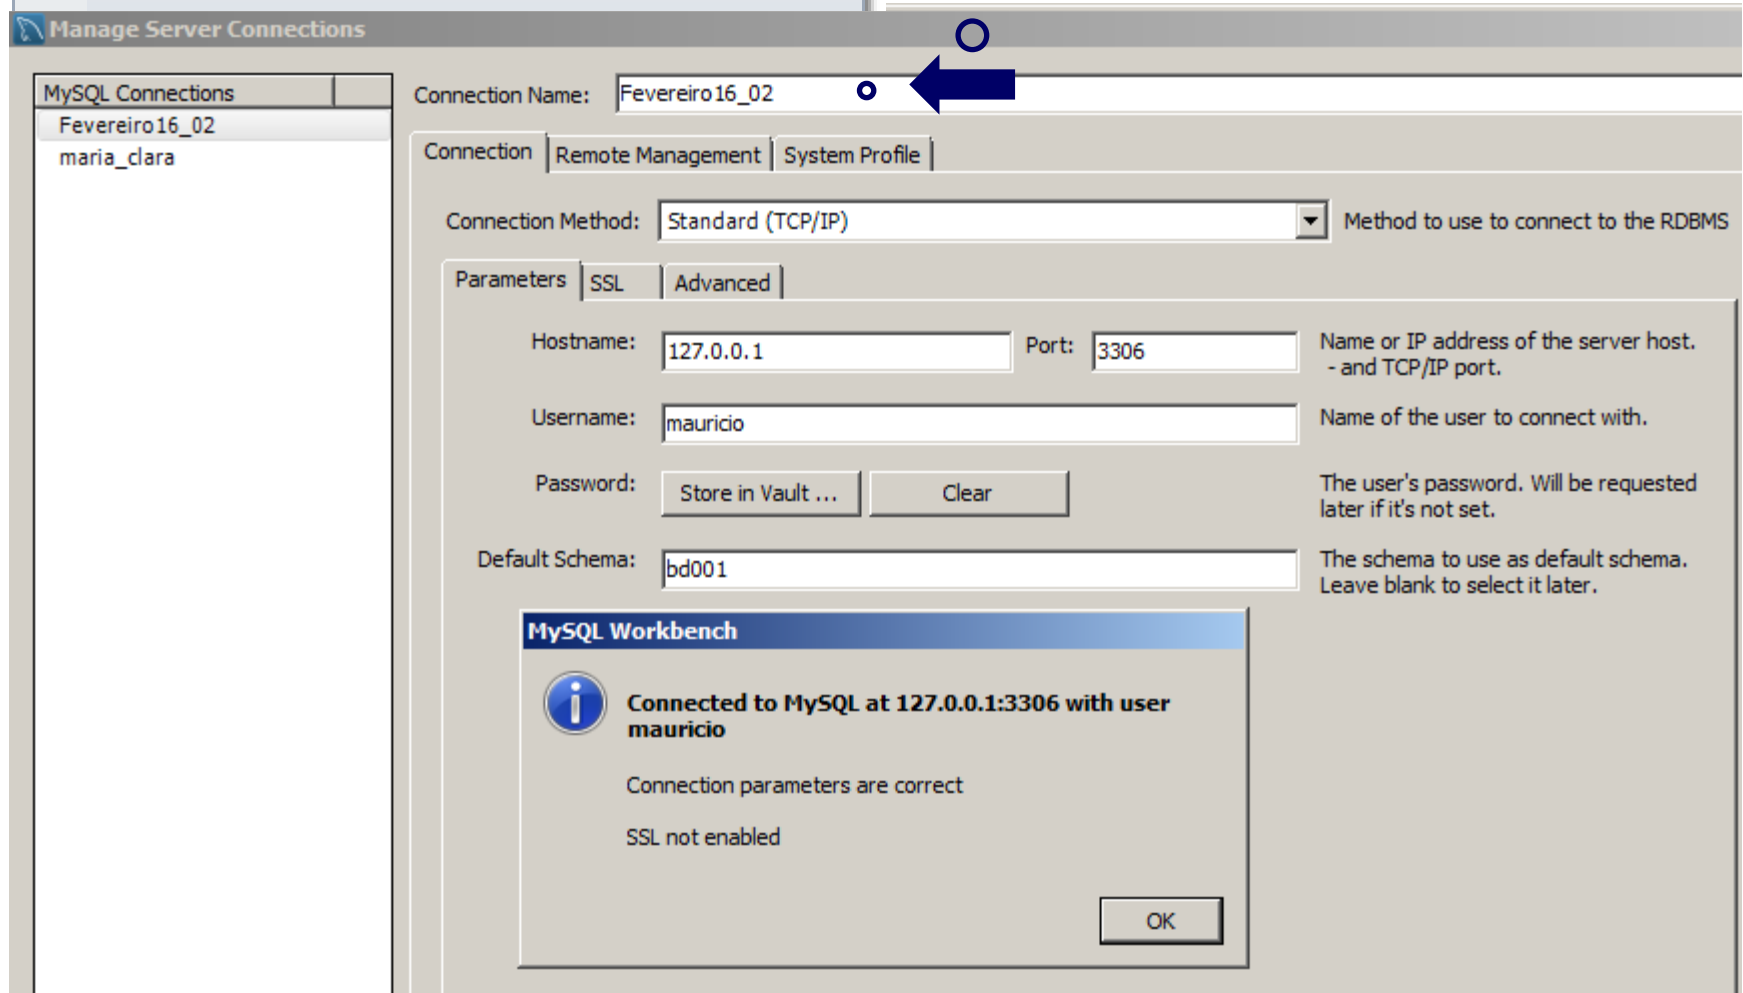 Manage Server Connections
MySQL Connections
Fevereiro16_02
maria_clara
Connection Name: Fevereiro16_02
Connection Remote Management System Profile
Connection Method: Standard (TCP/IP) Method to use to connect to the RDBMS
Parameters SSL Advanced
Hostname: 127.0.0.1 Port: 3306 Name or IP address of the server host.
- and TCP/IP port.
Username: mauricio Name of the user to connect with.
Password: Store in Vault ... Clear The user's password. Will be requested
later if it's not set.
Default Schema: bd001 The schema to use as default schema.
Leave blank to select it later.
MySQL Workbench
Connected to MySQL at 127.0.0.1:3306 with user
mauricio
Connection parameters are correct
SSL not enabled
OK